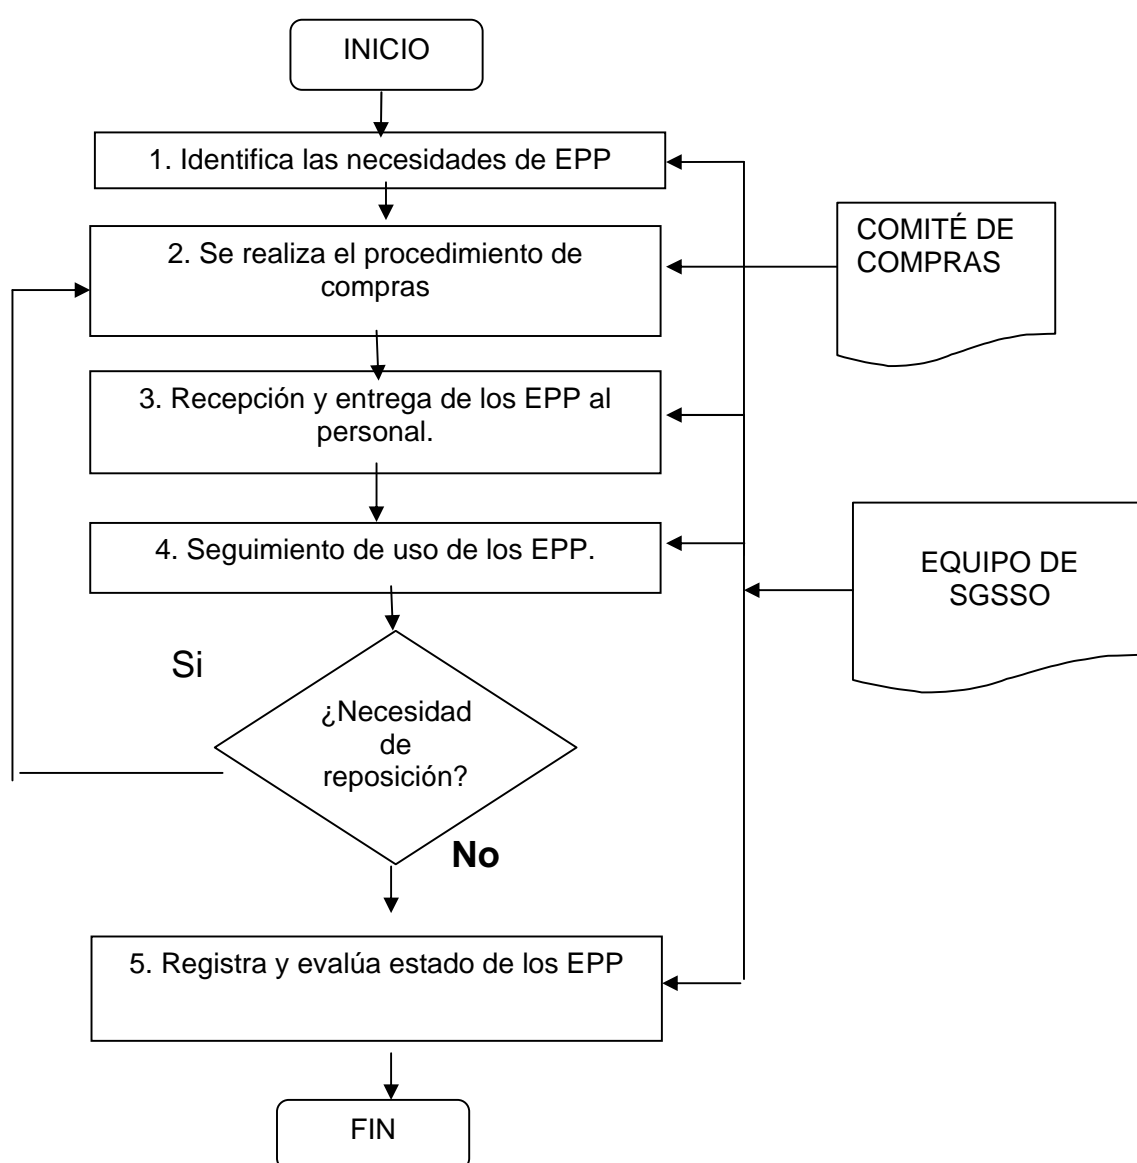 INICIO
1. Identifica las necesidades de EPP
2. Se realiza el procedimiento de
compras
COMITÉ DE
COMPRAS
3. Recepción y entrega de los EPP al
personal.
4. Seguimiento de uso de los EPP.
EQUIPO DE
SGSSO
Si
¿Necesidad
de
reposición?
No
5. Registra y evalúa estado de los EPP
FIN